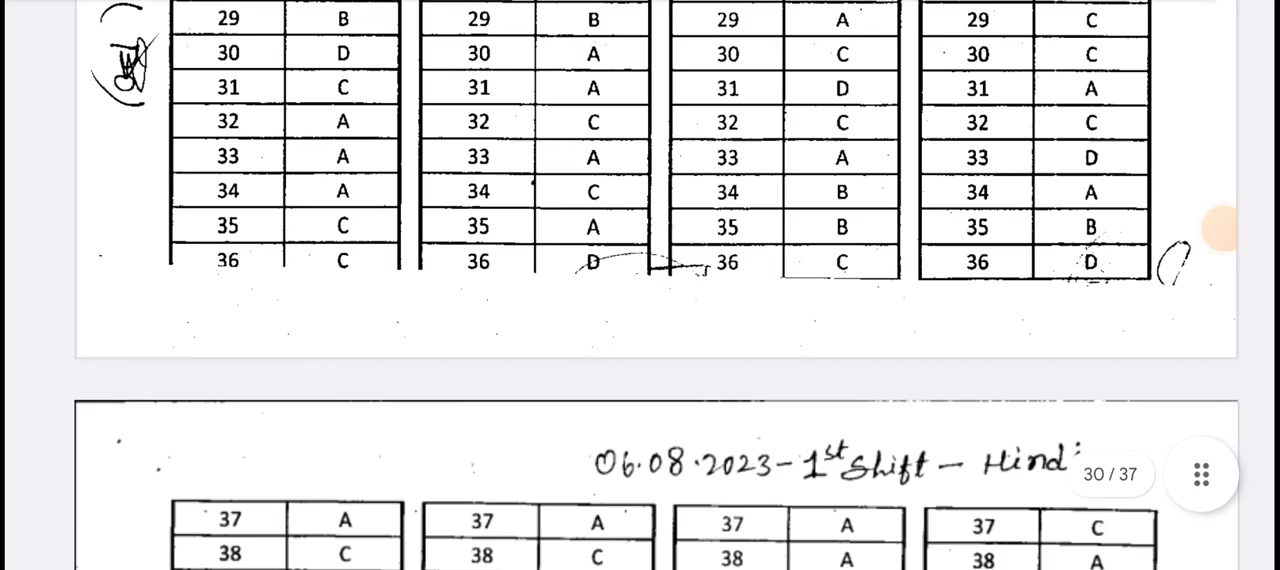 29 B 29 B 29 A 29 C
30 D 30 A 30 C 30 C
31 C 31 A 31 D 31 A
32 A 32 C 32 C 32 C
33 A 33 A 33 A 33 D
34 A 34 C 34 B 34 A
35 C 35 A 35 B 35 B
36 C 36 D 36 C 36 D
06.08.2023-1st Shift - Hindi
30 / 37
37 A 37 A 37 A 37 C
38 C 38 C 38 A 38 A